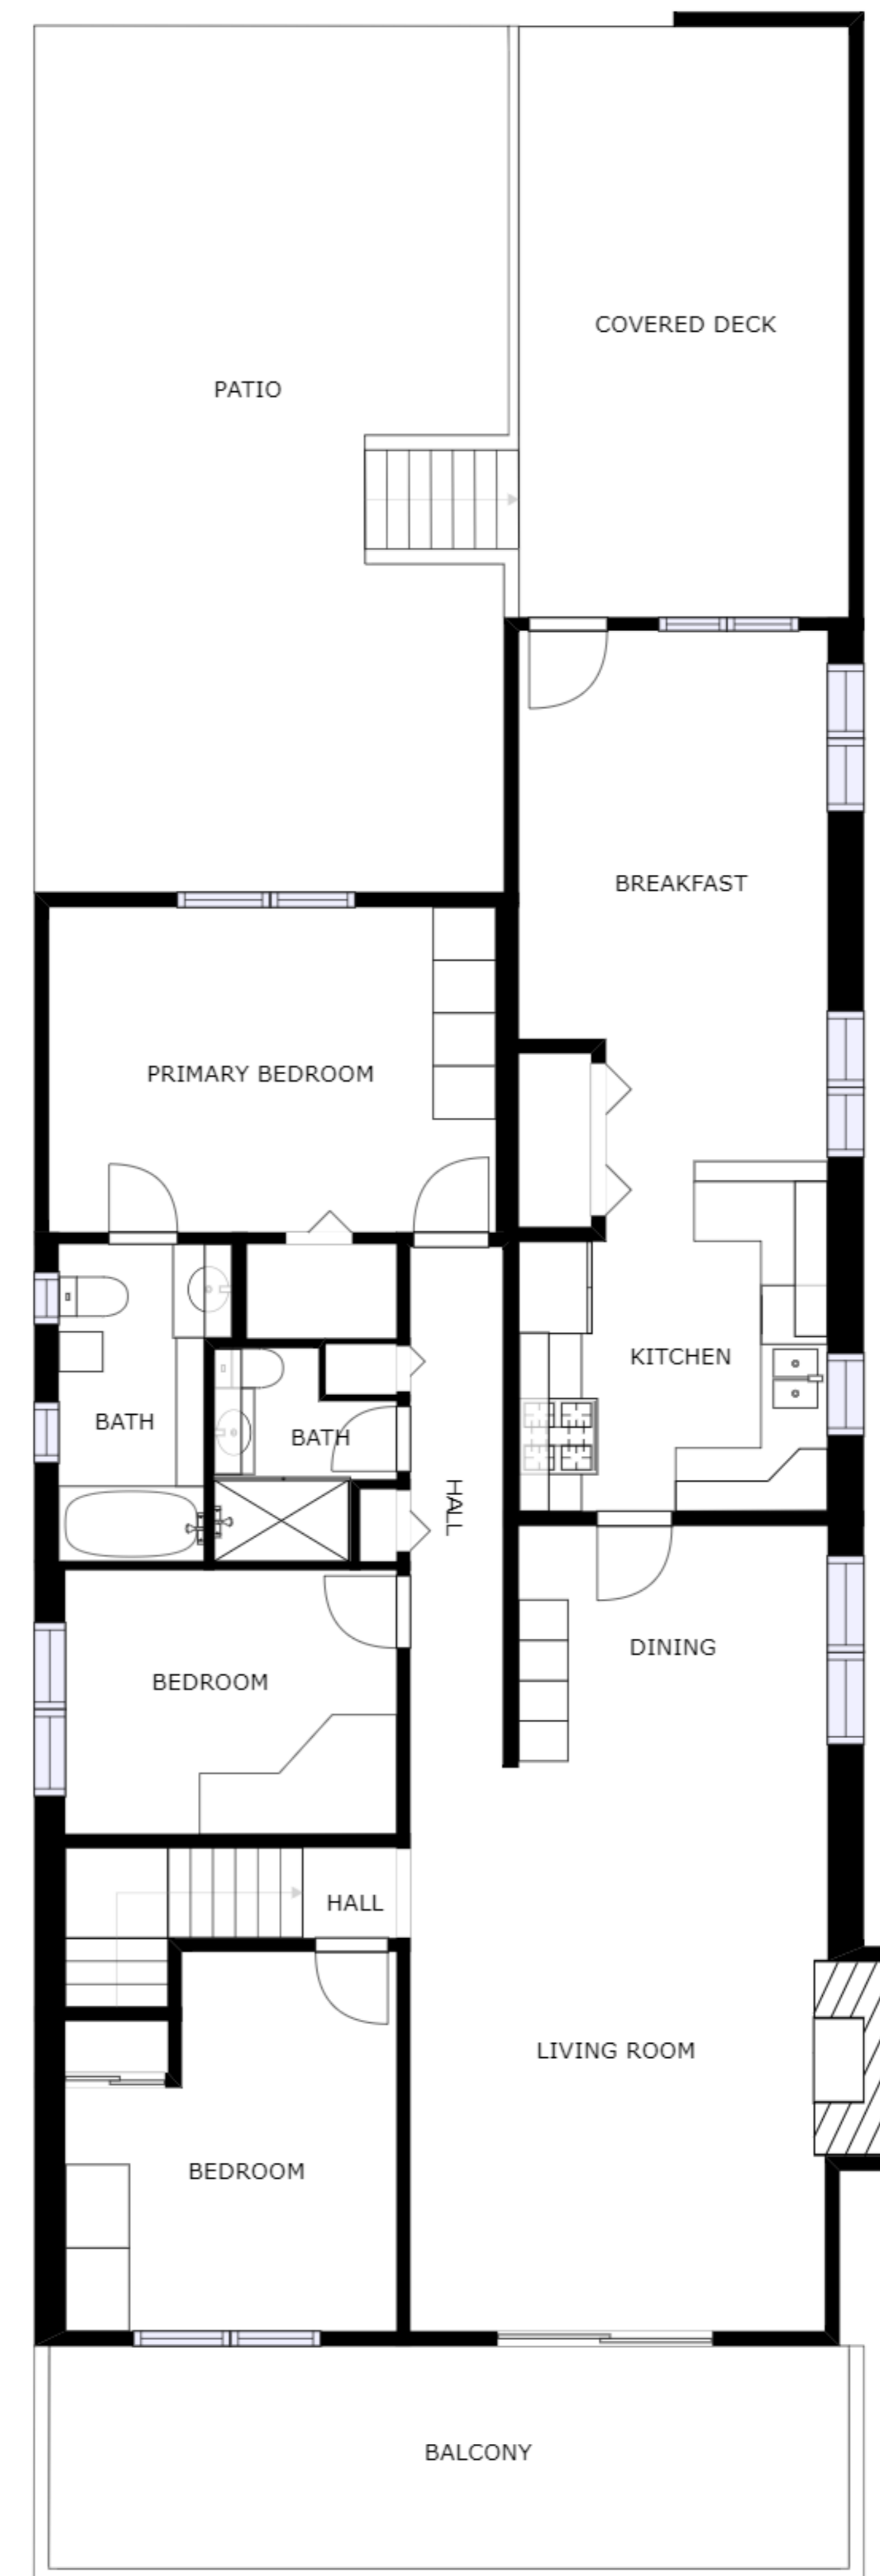 COVERED DECK
PATIO
BREAKFAST
PRIMARY BEDROOM
KITCHEN
BATH
BATH
HALL
DINING
BEDROOM
HALL
LIVING ROOM
BEDROOM
BALCONY